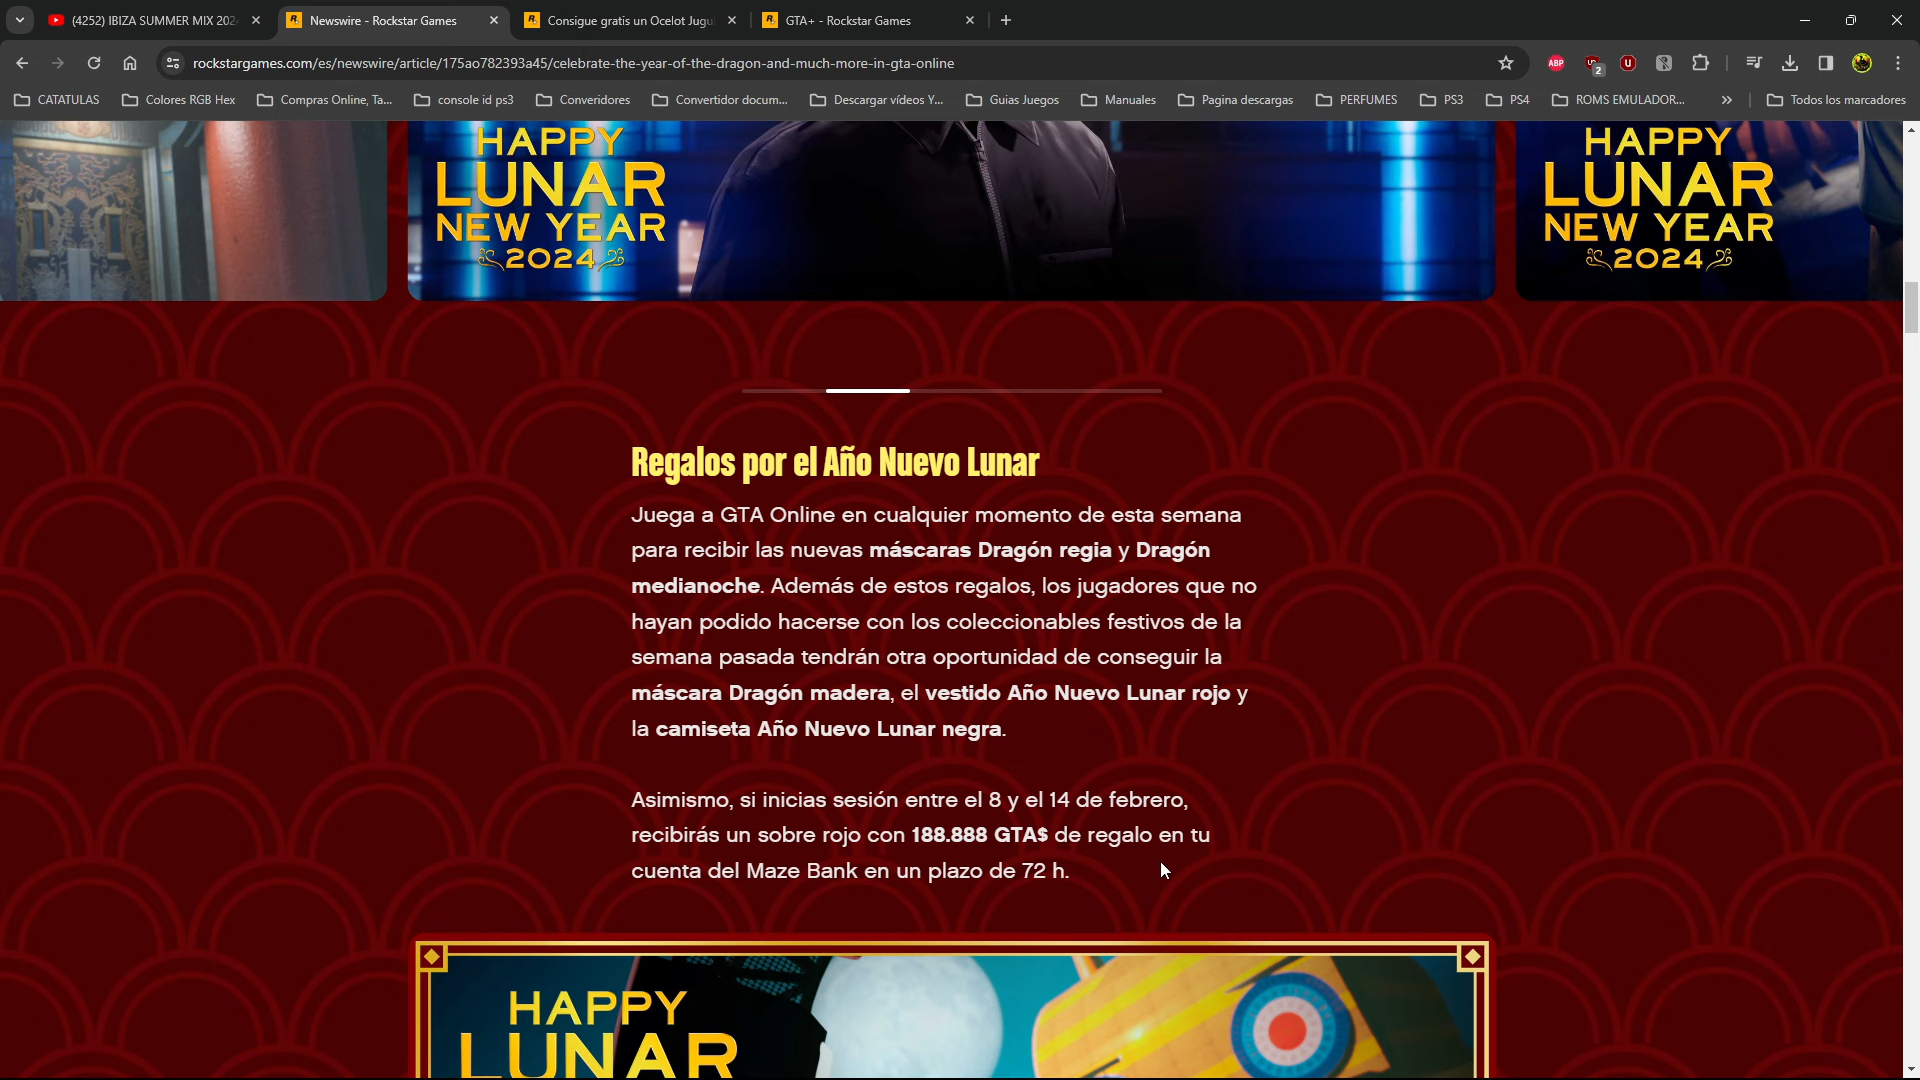 (4252) IBIZA SUMMER MIX 202
Newswire - Rockstar Games
Consigue gratis un Ocelot Jugu
GTA+ - Rockstar Games
rockstargames.com/es/newswire/article/175ao782393a45/celebrate-the-year-of-the-dragon-and-much-more-in-gta-online
ABP
2
CATATULAS
Colores RGB Hex
Compras Online, Ta...
console id ps3
Converidores
Convertidor docum...
Descargar vídeos Y...
Guias Juegos
Manuales
Pagina descargas
PERFUMES
PS3
PS4
ROMS EMULADOR...
»
Todos los marcadores
HAPPY
LUNAR
NEW YEAR
2024
HAPPY
LUNAR
NEW YEAR
2024
Regalos por el Año Nuevo Lunar
Juega a GTA Online en cualquier momento de esta semana
para recibir las nuevas máscaras Dragón regia y Dragón
medianoche. Además de estos regalos, los jugadores que no
hayan podido hacerse con los coleccionables festivos de la
semana pasada tendrán otra oportunidad de conseguir la
máscara Dragón madera, el vestido Año Nuevo Lunar rojo y
la camiseta Año Nuevo Lunar negra.
Asimismo, si inicias sesión entre el 8 y el 14 de febrero,
recibirás un sobre rojo con 188.888 GTA$ de regalo en tu
cuenta del Maze Bank en un plazo de 72 h.
HAPPY
LUNAR